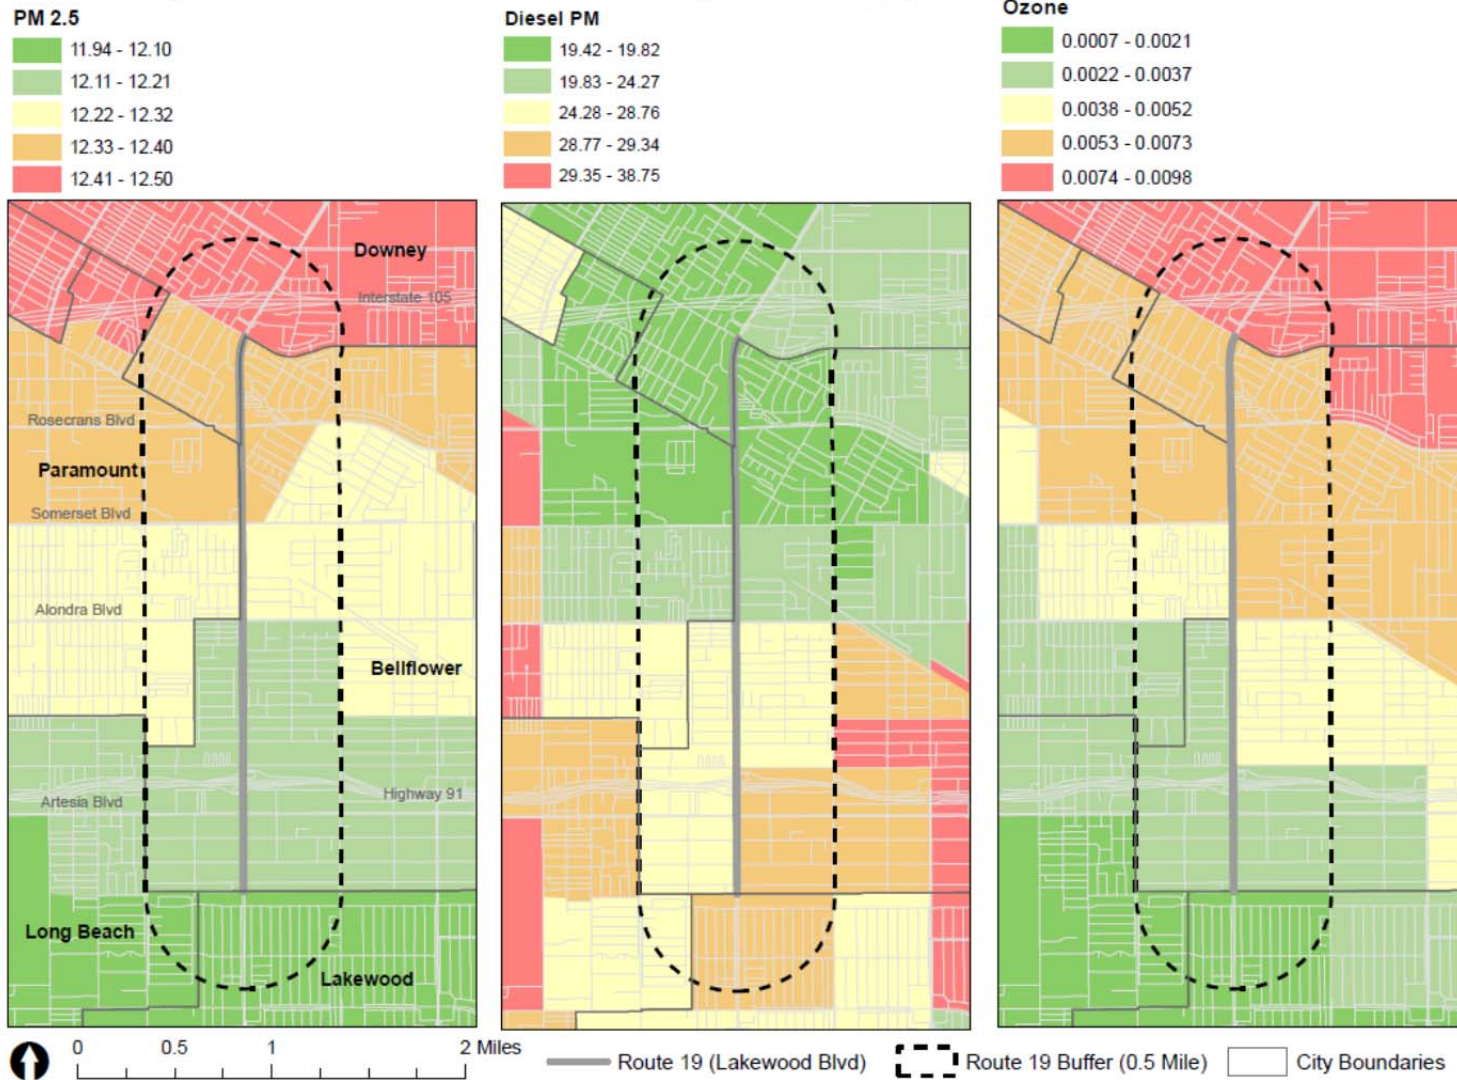 PM 2.5
11.94 - 12.10
12.11 - 12.21
12.22 - 12.32
12.33 - 12.40
12.41 - 12.50
Diesel PM
19.42 - 19.82
19.83 - 24.27
24.28 - 28.76
28.77 - 29.34
29.35 - 38.75
Ozone
0.0007 - 0.0021
0.0022 - 0.0037
0.0038 - 0.0052
0.0053 - 0.0073
0.0074 - 0.0098
Downey
Interstate 105
Rosecrans Blvd
Paramount
Somerset Blvd
Alondra Blvd
Bellflower
Artesia Blvd
Highway 91
Long Beach
Lakewood
0 0.5 1 2 Miles
Route 19 (Lakewood Blvd)
Route 19 Buffer (0.5 Mile)
City Boundaries